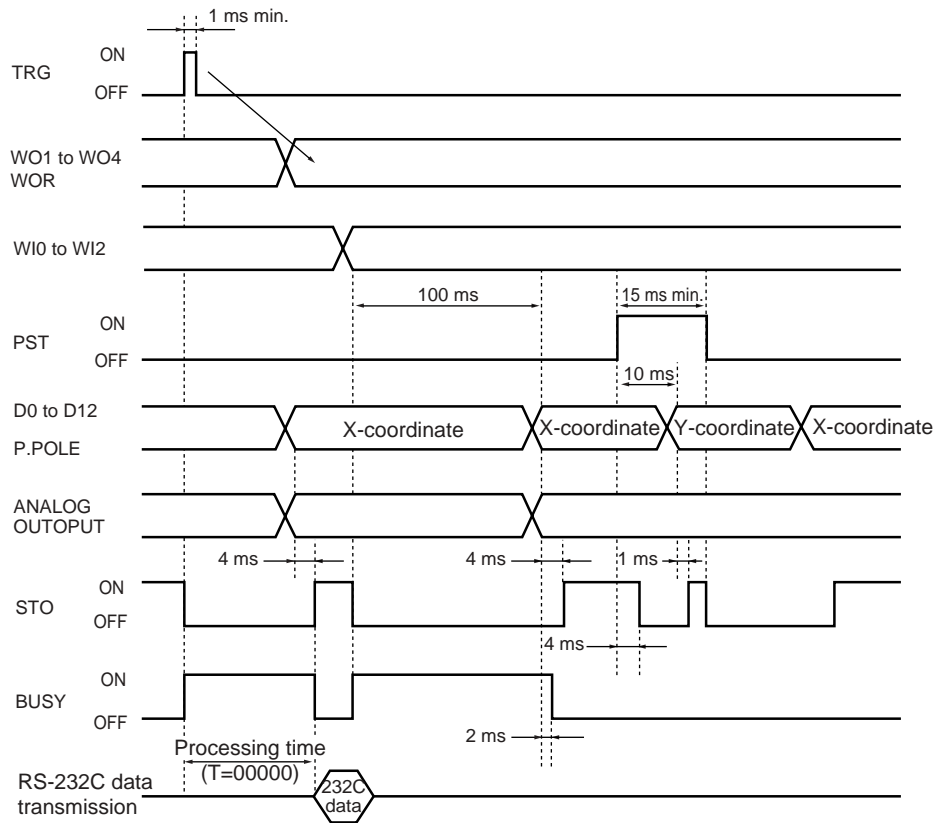 1 ms min.
ON
TRG
OFF
WO1 to WO4
WOR
WI0 to WI2
100 ms
15 ms min.
ON
PST
OFF
10 ms
D0 to D12
X-coordinate
X-coordinate
Y-coordinate
X-coordinate
P.POLE
ANALOG
OUTOPUT
4 ms
4 ms
1 ms
ON
STO
OFF
4 ms
ON
BUSY
OFF
2 ms
Processing time
(T=00000)
RS-232C data
transmission
232C
data